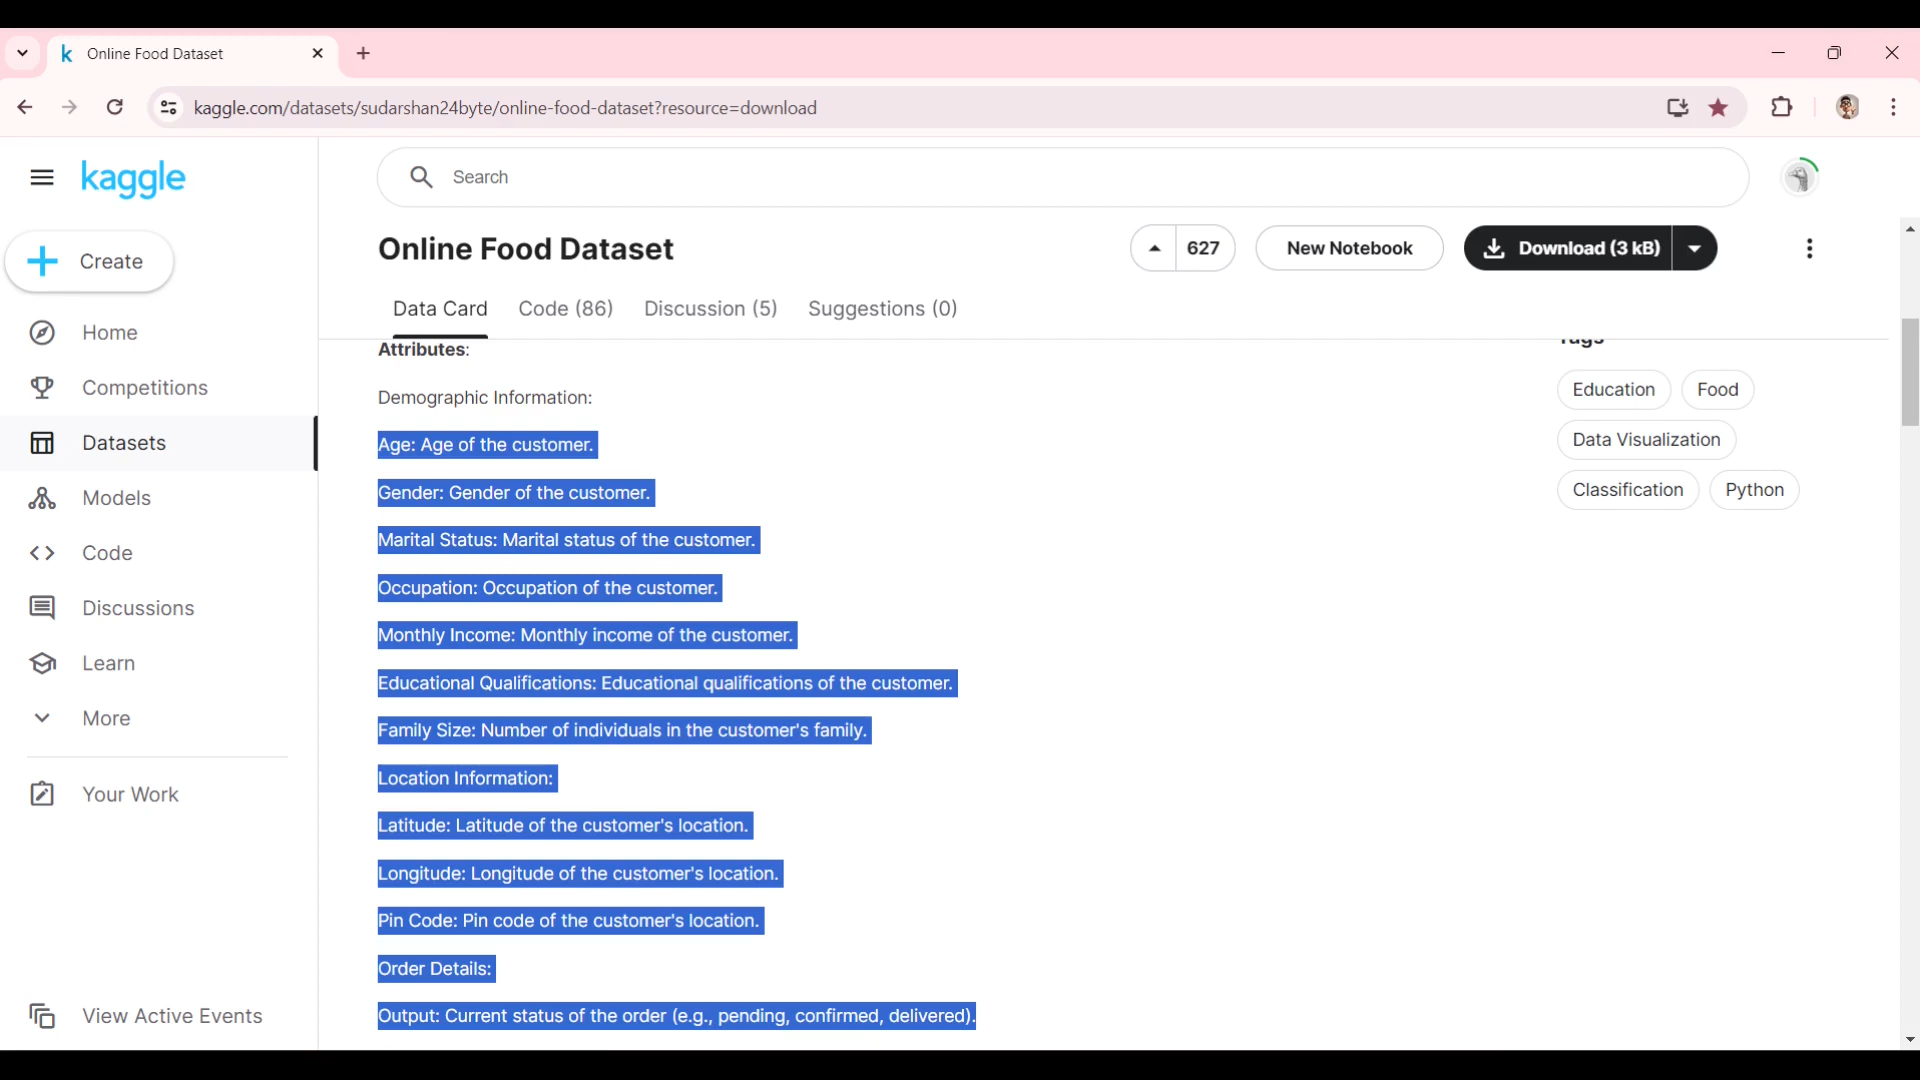 Online Food Dataset
kaggle.com/datasets/sudarshan24byte/online-food-dataset?resource=download
kaggle
Search
Create
Online Food Dataset
627
New Notebook
Download (3 kB)
Data Card
Code (86)
Discussion (5)
Suggestions (0)
Home
Competitions
Datasets
Models
Code
Discussions
Learn
More
Your Work
View Active Events
Attributes:
Demographic Information:
Age: Age of the customer.
Gender: Gender of the customer.
Marital Status: Marital status of the customer.
Occupation: Occupation of the customer.
Monthly Income: Monthly income of the customer.
Educational Qualifications: Educational qualifications of the customer.
Family Size: Number of individuals in the customer's family.
Location Information:
Latitude: Latitude of the customer's location.
Longitude: Longitude of the customer's location.
Pin Code: Pin code of the customer's location.
Order Details:
Output: Current status of the order (e.g., pending, confirmed, delivered).
Tags
Education
Food
Data Visualization
Classification
Python